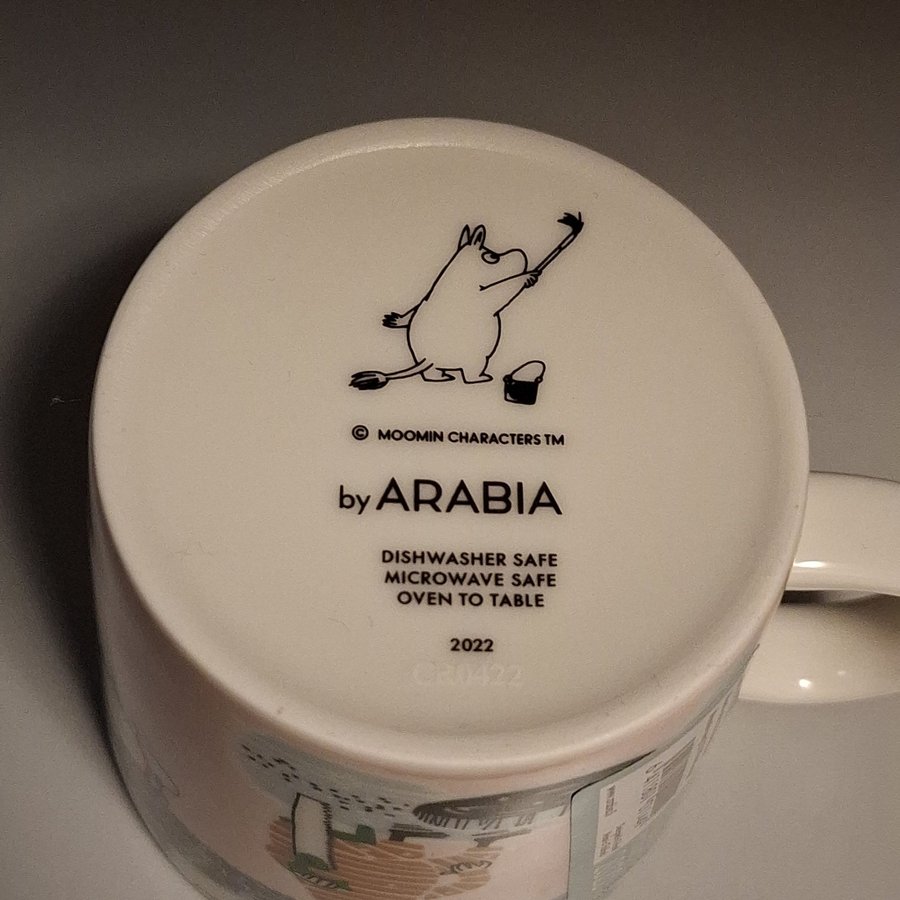 © MOOMIN CHARACTERS TM
by ARABIA
DISHWASHER SAFE
MICROWAVE SAFE
OVEN TO TABLE
2022